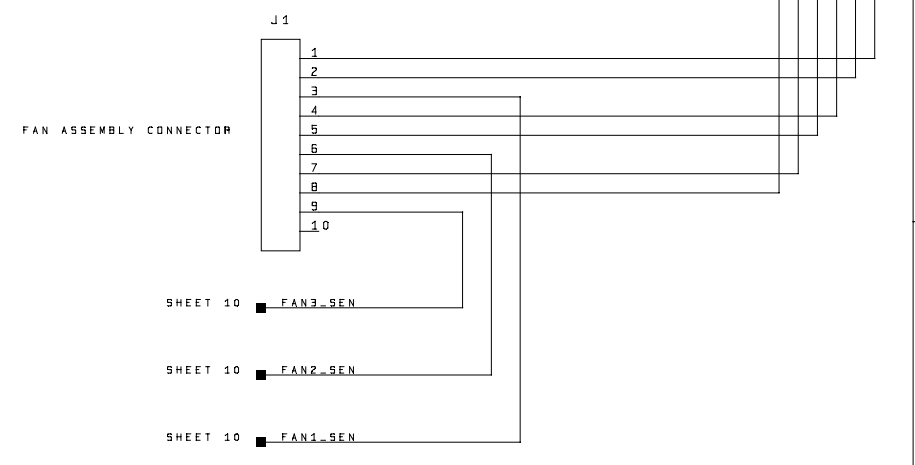 J1
1
2
3
4
FAN ASSEMBLY CONNECTOR
5
6
7
8
9
10
SHEET 10 FAN3_SEN
SHEET 10 FAN2_SEN
SHEET 10 FAN1_SEN